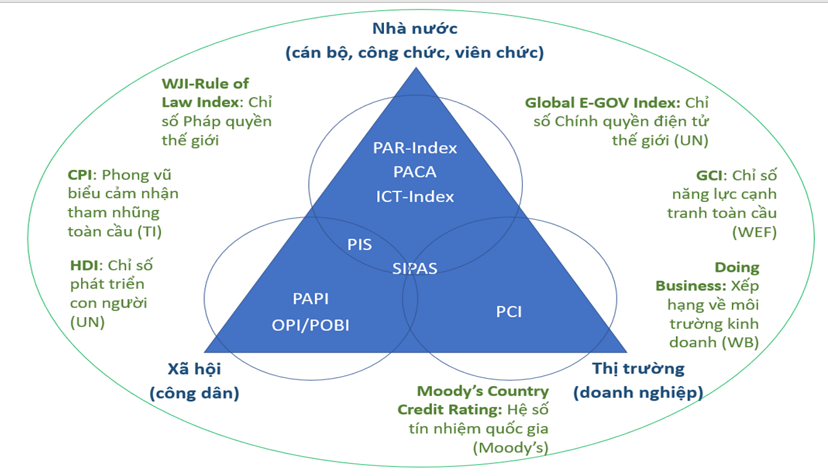 Nhà nước
(cán bộ, công chức, viên chức)
WJI-Rule of
Law Index: Chỉ
số Pháp quyền
thế giới
Global E-GOV Index: Chỉ
số Chính quyền điện tử
thế giới (UN)
PAR-Index
PACA
ICT-Index
CPI: Phong vũ
biểu cảm nhận
tham nhũng
toàn cầu (TI)
GCI: Chỉ số
năng lực cạnh
tranh toàn cầu
(WEF)
PIS
SIPAS
HDI: Chỉ số
phát triển
con người
(UN)
Doing
Business: Xếp
hạng về môi
trường kinh
doanh (WB)
PAPI
OPI/POBI
PCI
Xã hội
(công dân)
Thị trường
(doanh nghiệp)
Moody’s Country
Credit Rating: Hệ số
tín nhiệm quốc gia
(Moody’s)